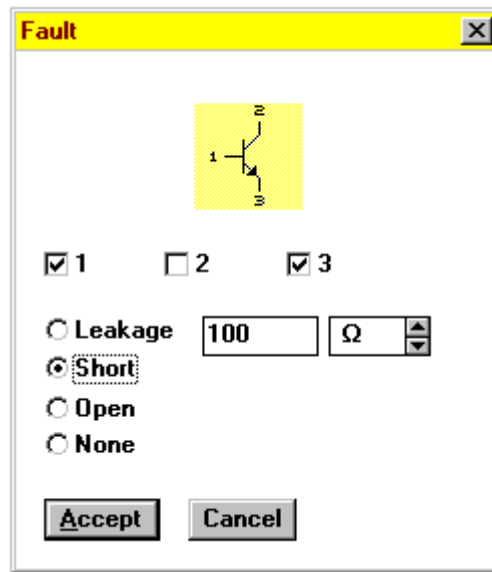 Fault
2
1
3
1 2 3
Leakage 100 Ω
Short
Open
None
Accept Cancel